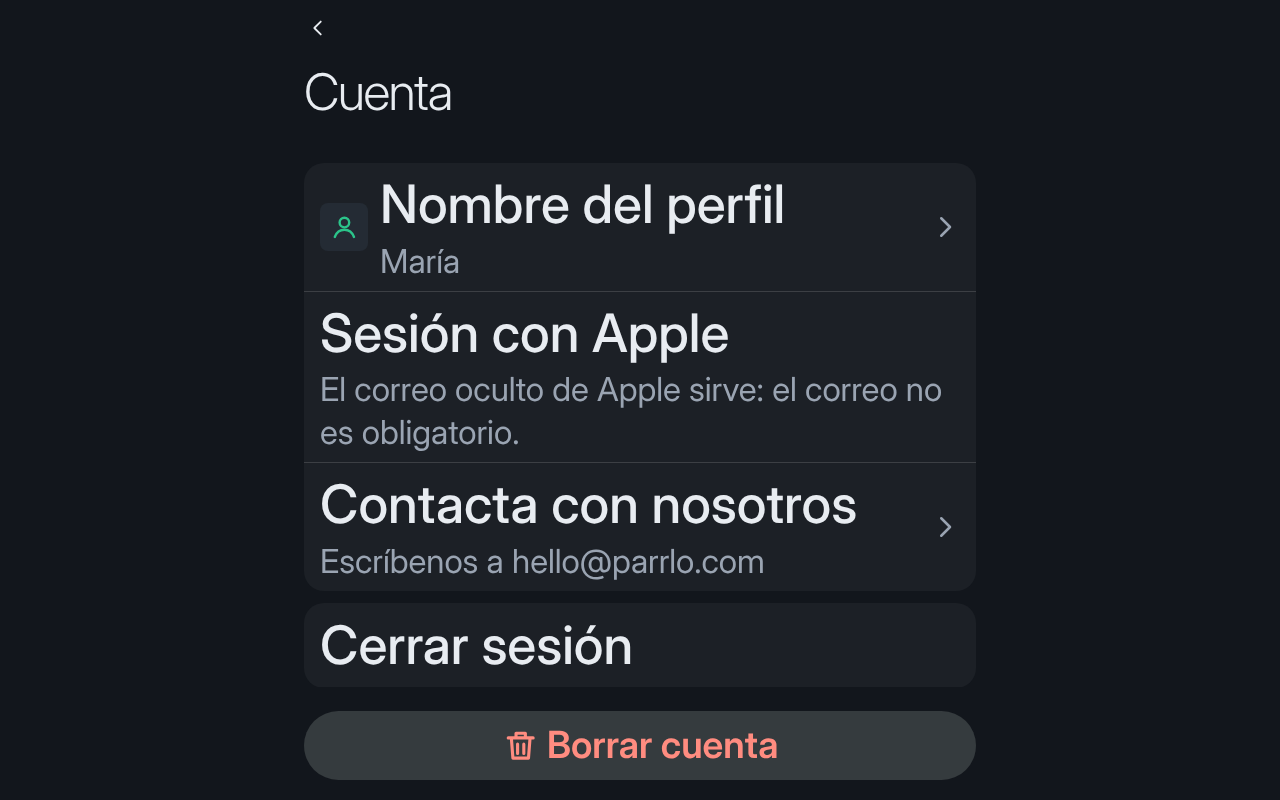 Cuenta
Nombre del perfil
María
Sesión con Apple
El correo oculto de Apple sirve: el correo no
es obligatorio.
Contacta con nosotros
Escríbenos a hello@parrlo.com
Cerrar sesión
Borrar cuenta